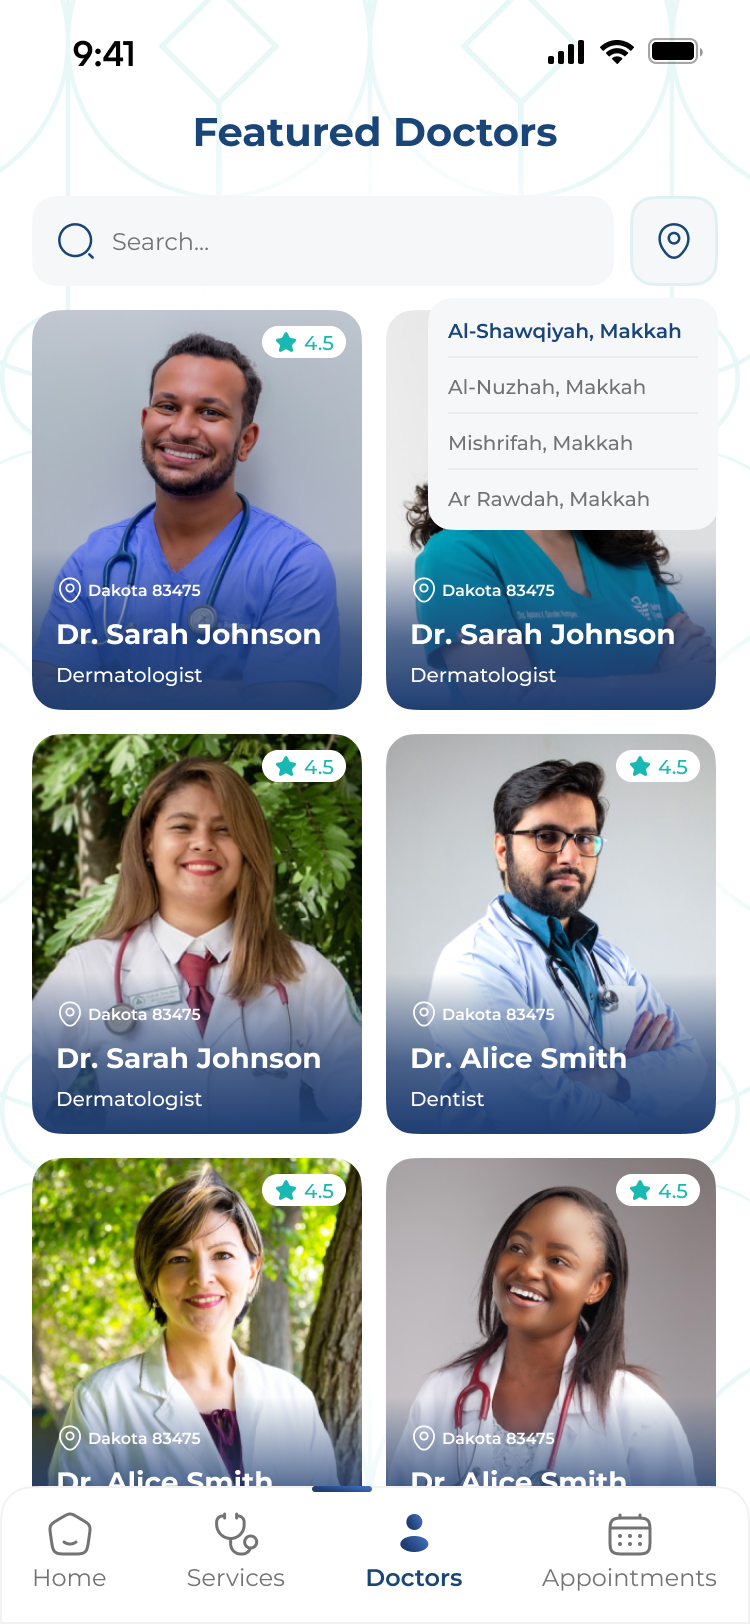 9:41
Featured Doctors
Search...
Al-Shawqiyah, Makkah
Al-Nuzhah, Makkah
Mishrifah, Makkah
Ar Rawdah, Makkah
4.5
Dakota 83475
Dr. Sarah Johnson
Dermatologist
Dakota 83475
Dr. Sarah Johnson
Dermatologist
4.5
Dakota 83475
Dr. Sarah Johnson
Dermatologist
4.5
Dakota 83475
Dr. Alice Smith
Dentist
4.5
Dakota 83475
Dr. Alice Smith
4.5
Dakota 83475
Dr. Alice Smith
Home
Services
Doctors
Appointments